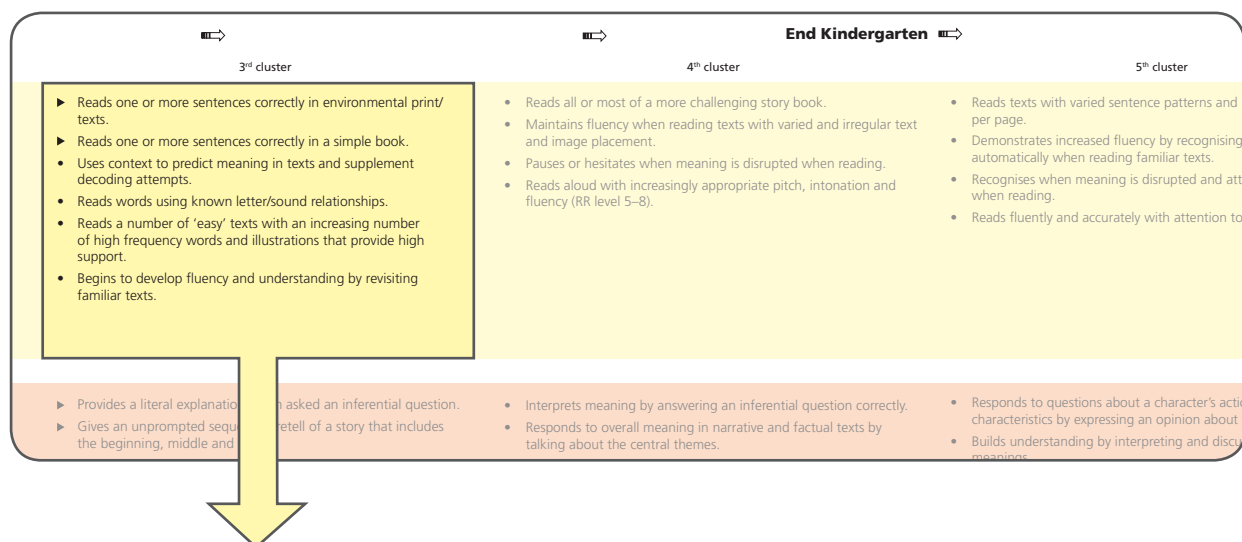 End Kindergarten
3rd cluster
4th cluster
5th cluster
▶ Reads one or more sentences correctly in environmental print/
texts.
▶ Reads one or more sentences correctly in a simple book.
• Uses context to predict meaning in texts and supplement
decoding attempts.
• Reads words using known letter/sound relationships.
• Reads a number of ‘easy’ texts with an increasing number
of high frequency words and illustrations that provide high
support.
• Begins to develop fluency and understanding by revisiting
familiar texts.
• Reads all or most of a more challenging story book.
• Maintains fluency when reading texts with varied and irregular text
and image placement.
• Pauses or hesitates when meaning is disrupted when reading.
• Reads aloud with increasingly appropriate pitch, intonation and
fluency (RR level 5–8).
• Reads texts with varied sentence patterns and
per page.
• Demonstrates increased fluency by recognising
automatically when reading familiar texts.
• Recognises when meaning is disrupted and
when reading.
• Reads fluently and accurately with attention to
▶ Provides a literal asked an inferential question.
▶ Gives an unprompted retell of a story that includes
the beginning, middle and
• Interprets meaning by answering an inferential question correctly.
• Responds to overall meaning in narrative and factual texts by
talking about the central themes.
• Responds to questions about a character’s
characteristics by expressing an opinion about
• Builds understanding by interpreting and
meanings